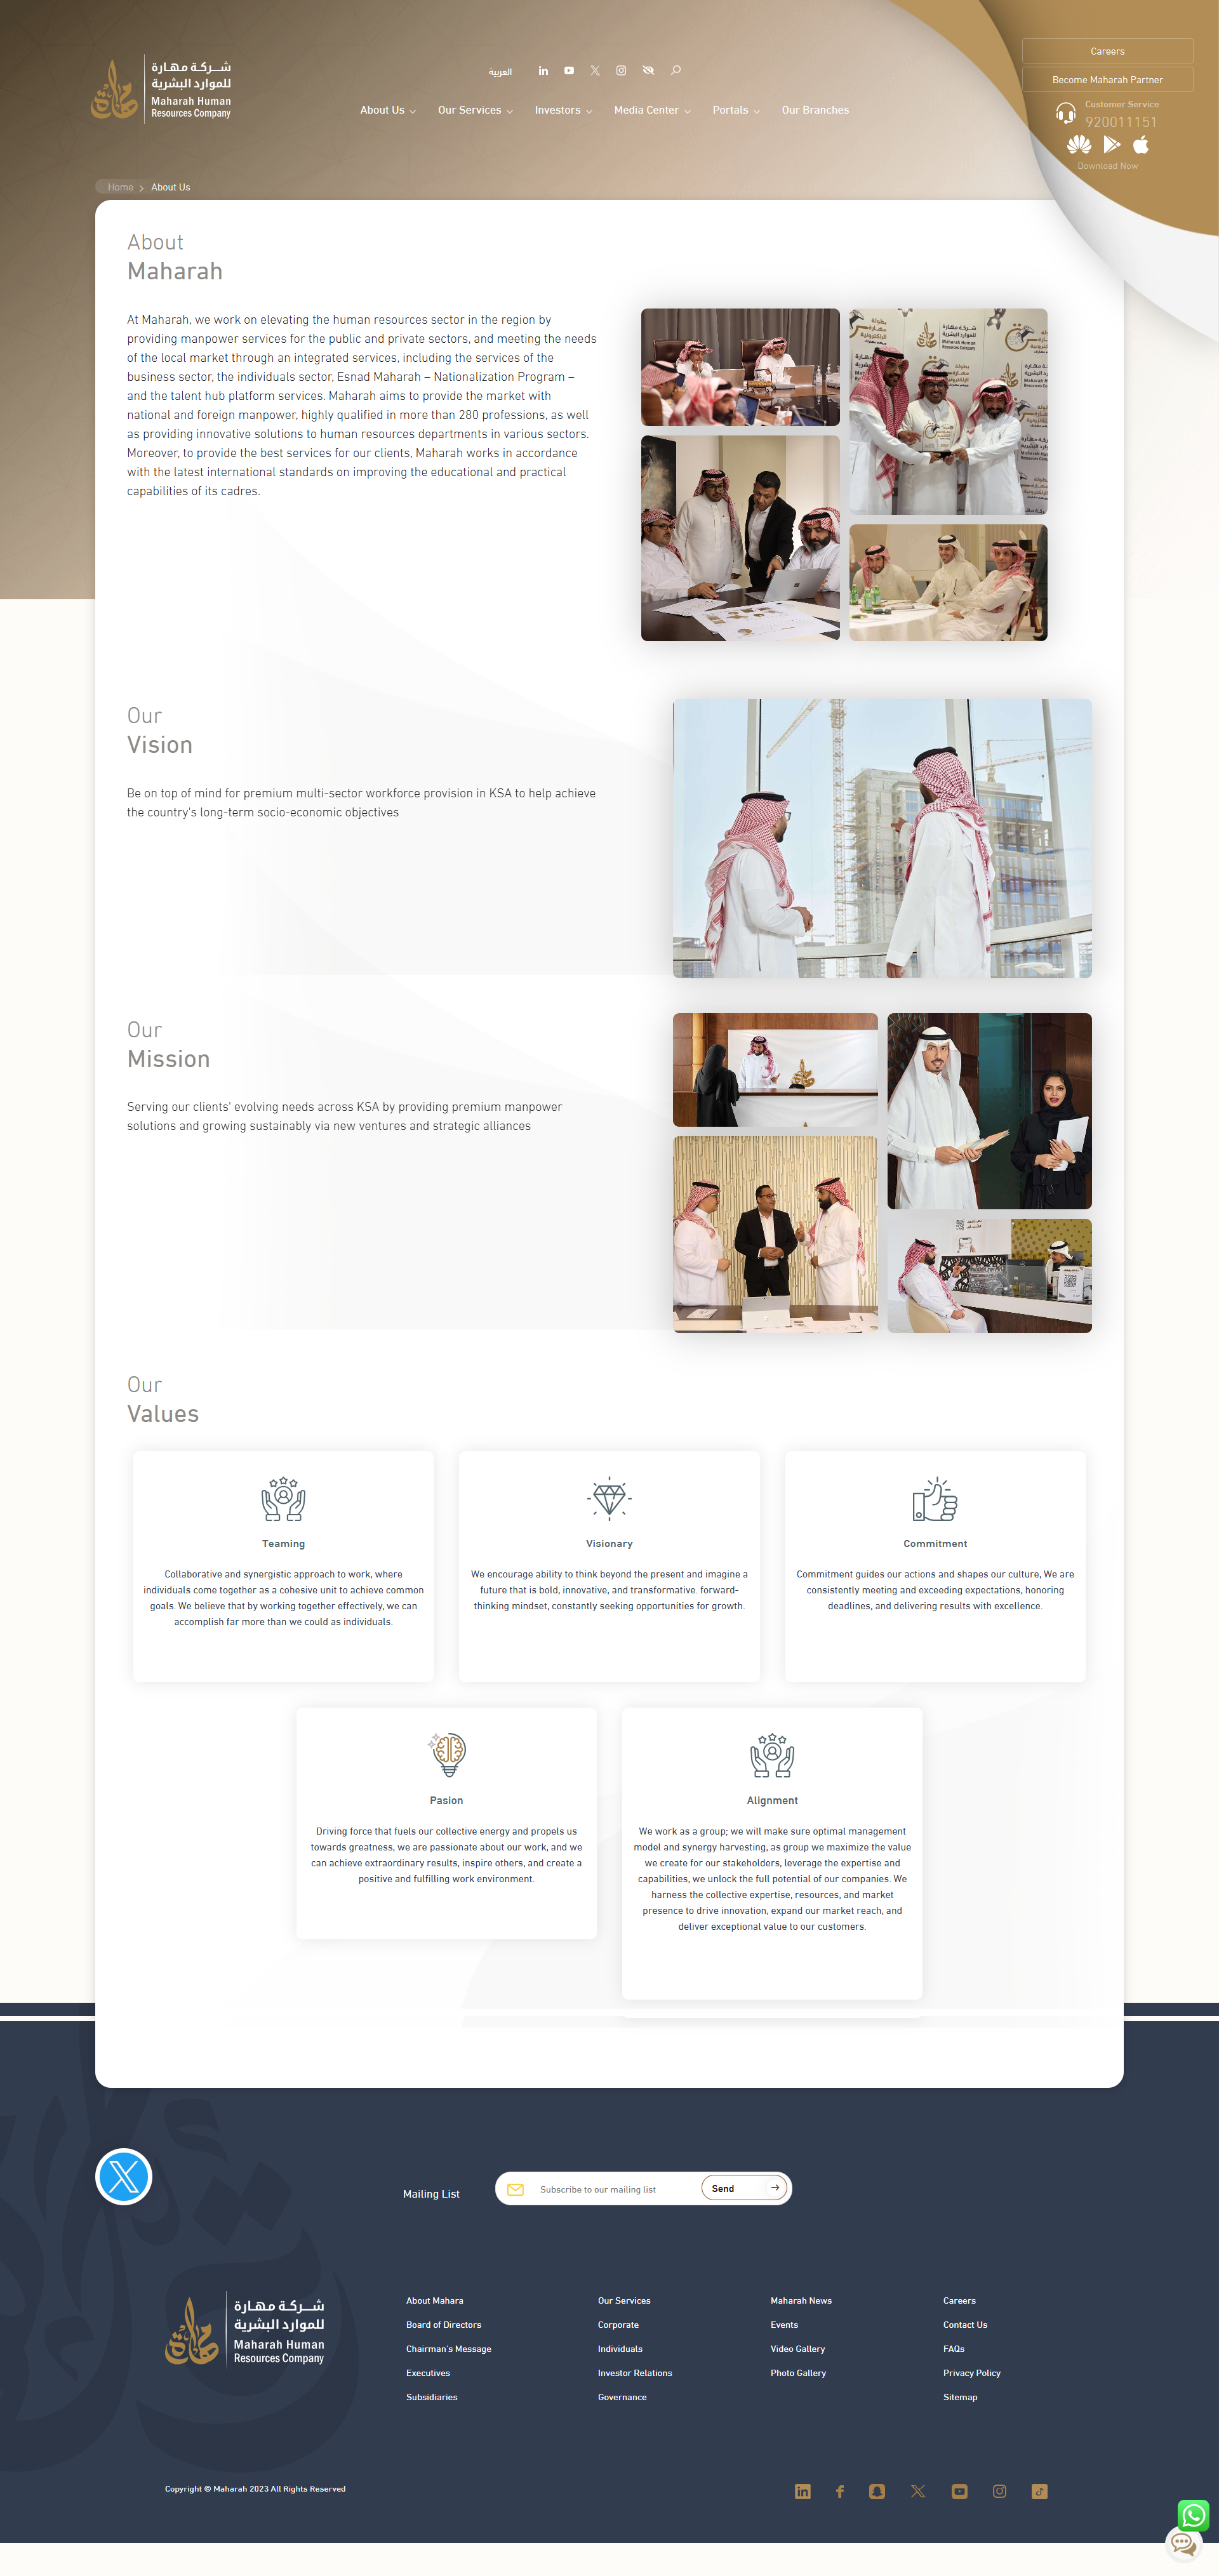 شركة مهارة
للموارد البشرية
Maharah Human
Resources Company
العربية
Careers
Become Maharah Partner
Customer Service
920011151
Download Now
About Us
Our Services
Investors
Media Center
Portals
Our Branches
Home
About Us
About
Maharah
At Maharah, we work on elevating the human resources sector in the region by
providing manpower services for the public and private sectors, and meeting the needs
of the local market through an integrated services, including the services of the
business sector, the individuals sector, Esnad Maharah – Nationalization Program –
and the talent hub platform services. Maharah aims to provide the market with
national and foreign manpower, highly qualified in more than 280 professions, as well
as providing innovative solutions to human resources departments in various sectors.
Moreover, to provide the best services for our clients, Maharah works in accordance
with the latest international standards on improving the educational and practical
capabilities of its cadres.
Our
Vision
Be on top of mind for premium multi-sector workforce provision in KSA to help achieve
the country's long-term socio-economic objectives
Our
Mission
Serving our clients' evolving needs across KSA by providing premium manpower
solutions and growing sustainably via new ventures and strategic alliances
Our
Values
Teaming
Collaborative and synergistic approach to work, where
individuals come together as a cohesive unit to achieve common
goals. We believe that by working together effectively, we can
accomplish far more than we could as individuals.
Visionary
We encourage ability to think beyond the present and imagine a
future that is bold, innovative, and transformative. forward-
thinking mindset, constantly seeking opportunities for growth.
Commitment
Commitment guides our actions and shapes our culture, We are
consistently meeting and exceeding expectations, honoring
deadlines, and delivering results with excellence.
Pasion
Driving force that fuels our collective energy and propels us
towards greatness, we are passionate about our work, and we
can achieve extraordinary results, inspire others, and create a
positive and fulfilling work environment.
Alignment
We work as a group; we will make sure optimal management
model and synergy harvesting, as group we maximize the value
we create for our stakeholders, leverage the expertise and
capabilities, we unlock the full potential of our companies. We
harness the collective expertise, resources, and market
presence to drive innovation, expand our market reach, and
deliver exceptional value to our customers.
Mailing List
Subscribe to our mailing list
Send
شركة مهارة
للموارد البشرية
Maharah Human
Resources Company
About Mahara
Board of Directors
Chairman's Message
Executives
Subsidiaries
Our Services
Corporate
Individuals
Investor Relations
Governance
Maharah News
Events
Video Gallery
Photo Gallery
Careers
Contact Us
FAQs
Privacy Policy
Sitemap
Copyright © Maharah 2023 All Rights Reserved